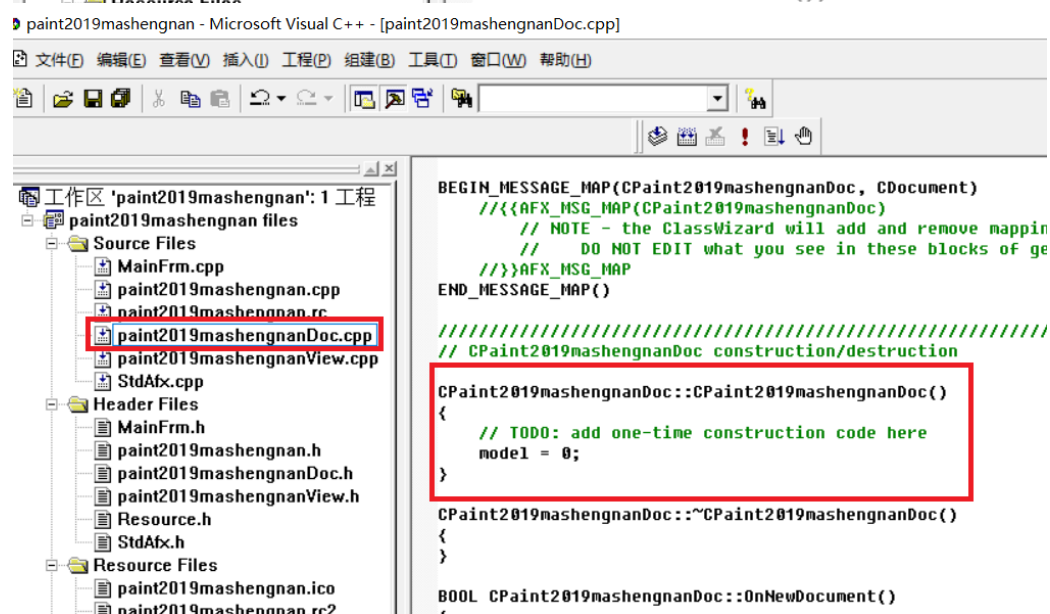 Resource Files
paint2019mashengnan - Microsoft Visual C++ - [paint2019mashengnanDoc.cpp]
文件(F) 编辑(E) 查看(V) 插入(I) 工程(P) 组建(B) 工具(T) 窗口(W) 帮助(H)
工作区 'paint2019mashengnan': 1 工程
paint2019mashengnan files
Source Files
MainFrm.cpp
paint2019mashengnan.cpp
paint2019mashengnan.rc
paint2019mashengnanDoc.cpp
paint2019mashengnanView.cpp
StdAfx.cpp
Header Files
MainFrm.h
paint2019mashengnan.h
paint2019mashengnanDoc.h
paint2019mashengnanView.h
Resource.h
StdAfx.h
Resource Files
paint2019mashengnan.ico
paint2019mashengnan.rc2
BEGIN_MESSAGE_MAP(CPaint2019mashengnanDoc, CDocument)
//{{AFX_MSG_MAP(CPaint2019mashengnanDoc)
// NOTE - the ClassWizard will add and remove mappin
// DO NOT EDIT what you see in these blocks of ge
//}}AFX_MSG_MAP
END_MESSAGE_MAP()
////////////////////////////////////////////////////////////
// CPaint2019mashengnanDoc construction/destruction
CPaint2019mashengnanDoc::CPaint2019mashengnanDoc()
{
// TODO: add one-time construction code here
model = 0;
}
CPaint2019mashengnanDoc::~CPaint2019mashengnanDoc()
{
}
BOOL CPaint2019mashengnanDoc::OnNewDocument()